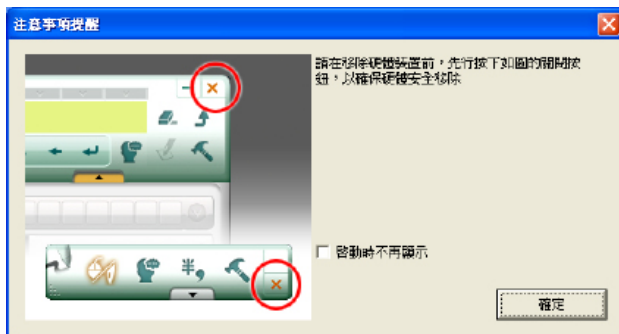 注意事項提醒
請在移除硬體裝置前，先行按下如圖的關閉按
鈕，以確保硬體安全移除
半，
啓動時不再顯示
確定